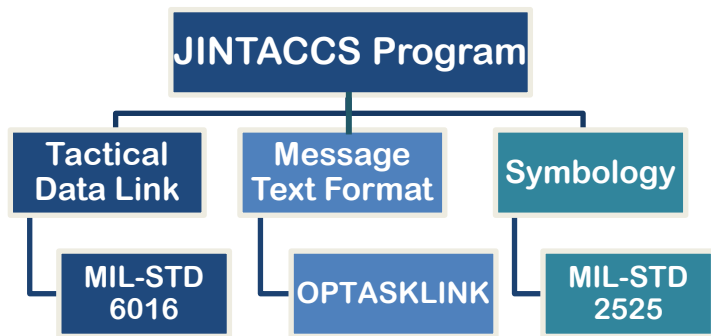 JINTACCS Program
Tactical
Data Link
Message
Text Format
Symbology
MIL-STD
6016
OPTASKLINK
MIL-STD
2525